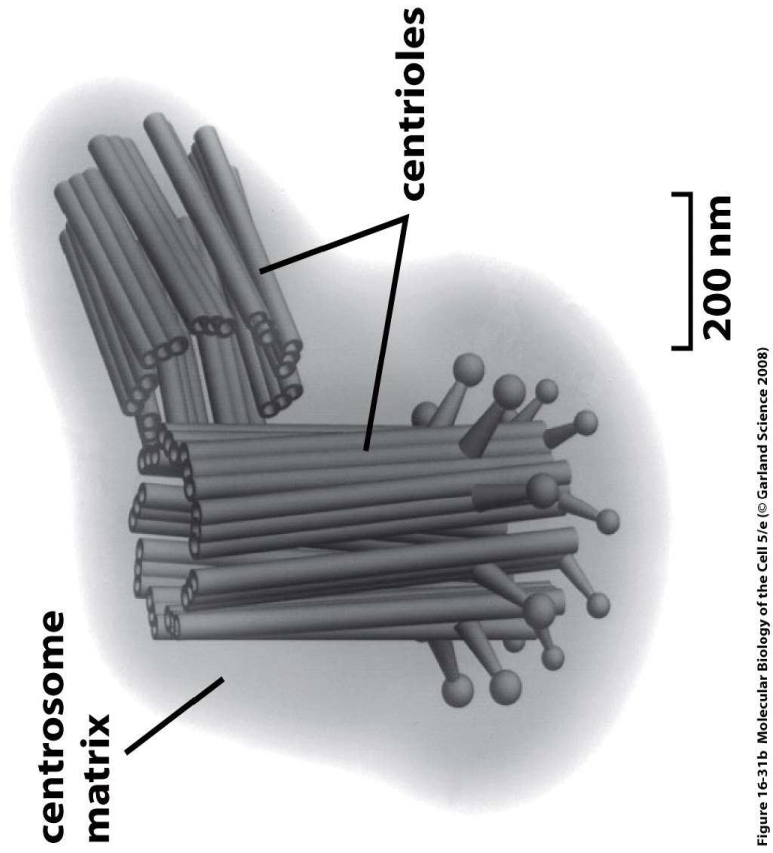 centrosome
matrix
centrioles
200 nm
Figure 16-31b Molecular Biology of the Cell 5/e (© Garland Science 2008)